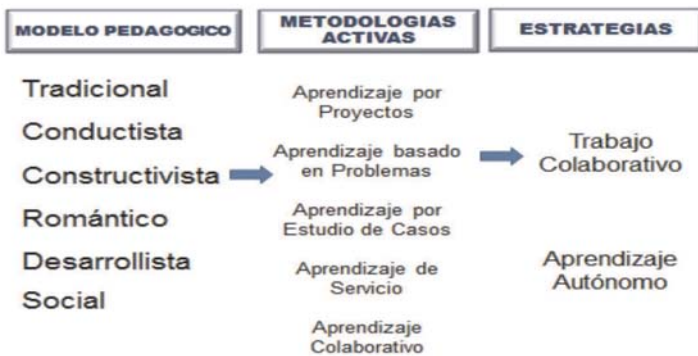 MODELO PEDAGOGICO
METODOLOGIAS
ACTIVAS
ESTRATEGIAS
Tradicional
Conductista
Constructivista
Romántico
Desarrollista
Social
Aprendizaje por
Proyectos
Aprendizaje basado
en Problemas
Aprendizaje por
Estudio de Casos
Aprendizaje de
Servicio
Aprendizaje
Colaborativo
Trabajo
Colaborativo
Aprendizaje
Autónomo